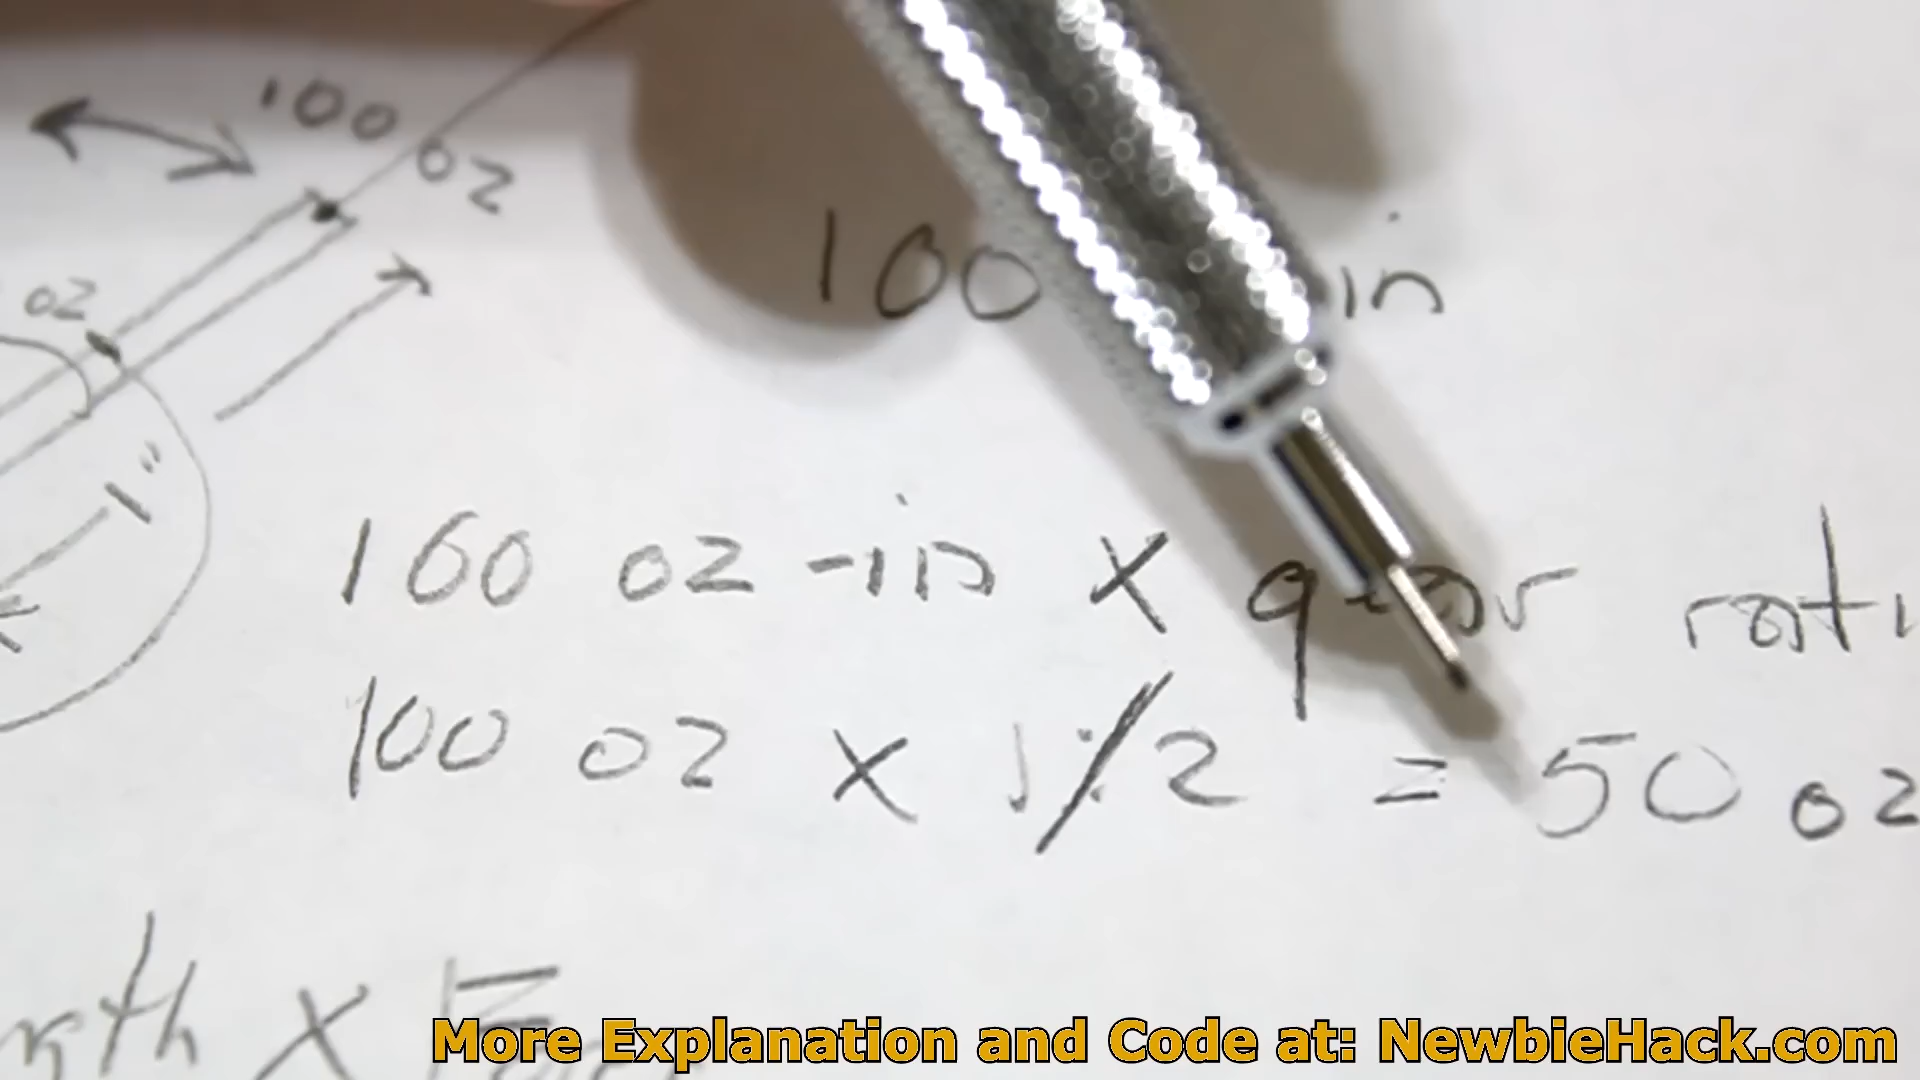 100 oz
oz
100 in
1"
100 oz-in x gear rati
100 oz x 1/2 = 50 oz
x
More Explanation and Code at: NewbieHack.com